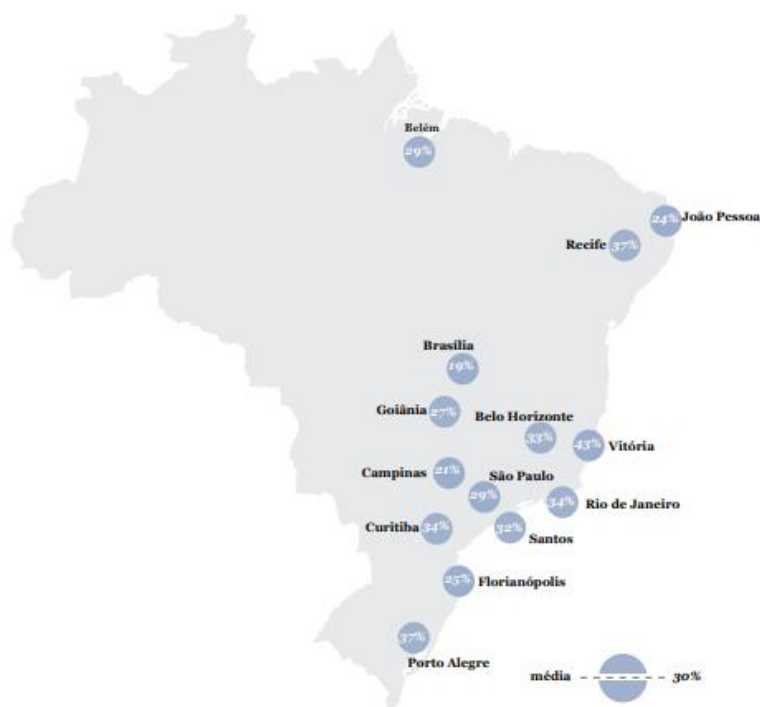 Belém
29%
24% João Pessoa
Recife 37%
Brasília
19%
Goiânia 27%
Belo Horizonte
33%
43% Vitória
Campinas 21%
São Paulo
29%
34% Rio de Janeiro
Curitiba 34%
32% Santos
25% Florianópolis
37%
Porto Alegre
média 30%